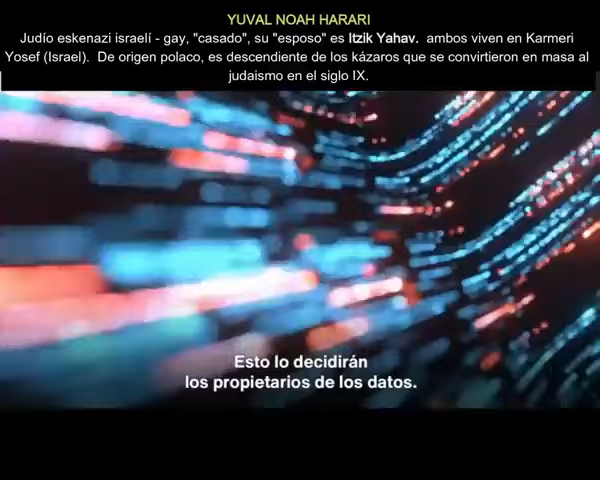 YUVAL NOAH HARARI
Judío eskenazi israelí - gay, "casado", su "esposo" es Itzik Yahav.  ambos viven en Karmeri
Yosef (Israel).  De origen polaco, es descendiente de los kázaros que se convirtieron en masa al
judaismo en el siglo IX.
Esto lo decidirán
los propietarios de los datos.